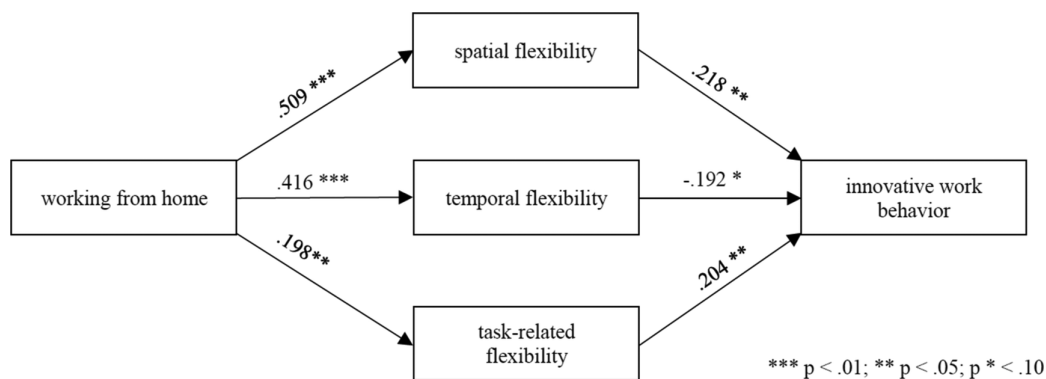 spatial flexibility
.509 ***
.218 **
working from home
.416 ***
temporal flexibility
-.192 *
innovative work
behavior
.198**
.204 **
task-related
flexibility
*** p < .01; ** p < .05; p * < .10